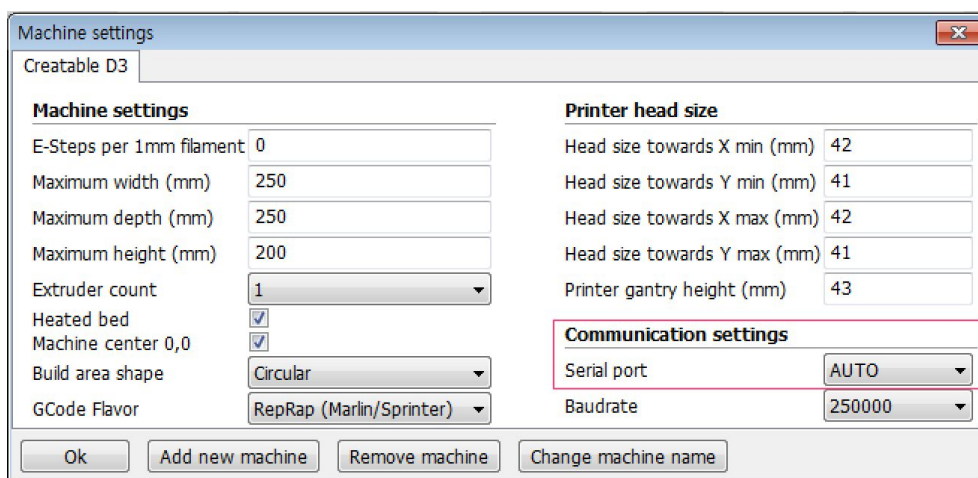 Machine settings
Creatable D3
Machine settings
E-Steps per 1mm filament 0
Maximum width (mm) 250
Maximum depth (mm) 250
Maximum height (mm) 200
Extruder count 1
Heated bed
Machine center 0,0
Build area shape Circular
GCode Flavor RepRap (Marlin/Sprinter)
Printer head size
Head size towards X min (mm) 42
Head size towards Y min (mm) 41
Head size towards X max (mm) 42
Head size towards Y max (mm) 41
Printer gantry height (mm) 43
Communication settings
Serial port AUTO
Baudrate 250000
Ok Add new machine Remove machine Change machine name